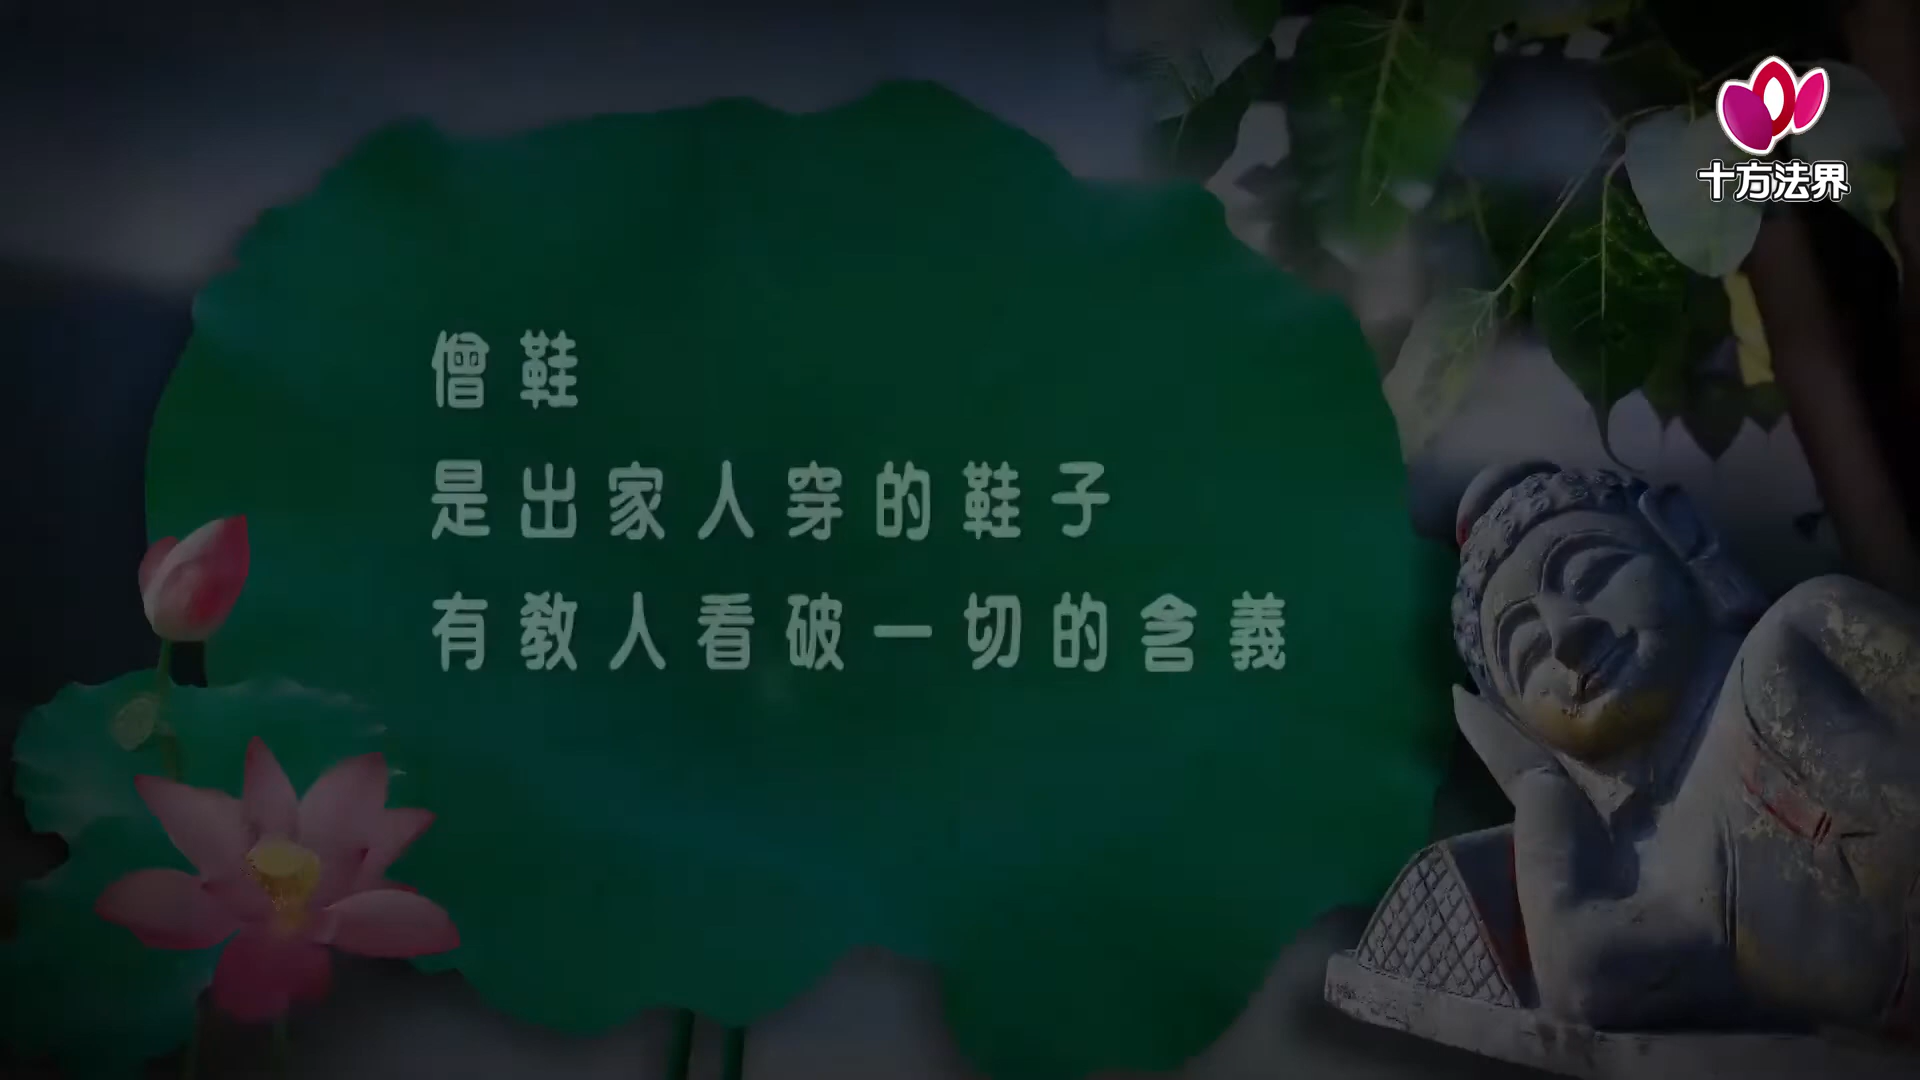 十方法界
僧鞋
是出家人穿的鞋子
有教人看破一切的含義